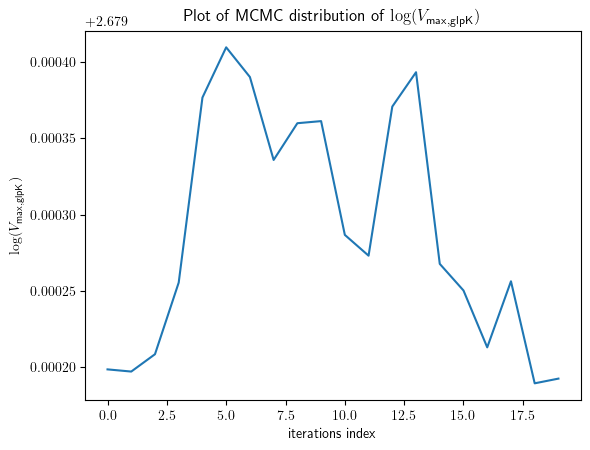 Plot of MCMC distribution of log(V_max,glpK)
+2.679
0.00040
0.00035
0.00030
0.00025
0.00020
log(V_max,glpK)
0.0 2.5 5.0 7.5 10.0 12.5 15.0 17.5
iterations index